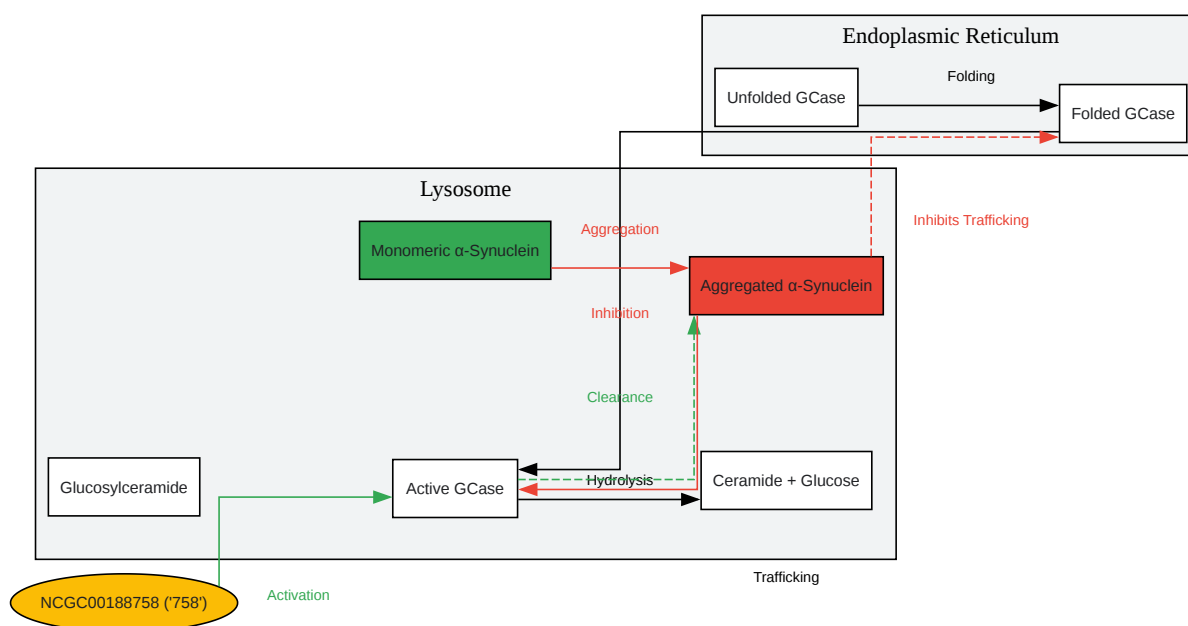 Endoplasmic Reticulum
Unfolded GCase
Folding
Folded GCase
Lysosome
Monomeric α-Synuclein
Aggregation
Inhibits Trafficking
Aggregated α-Synuclein
Inhibition
Clearance
Glucosylceramide
Active GCase
Hydrolysis
Ceramide + Glucose
Trafficking
NCGC00188758 ('758')
Activation